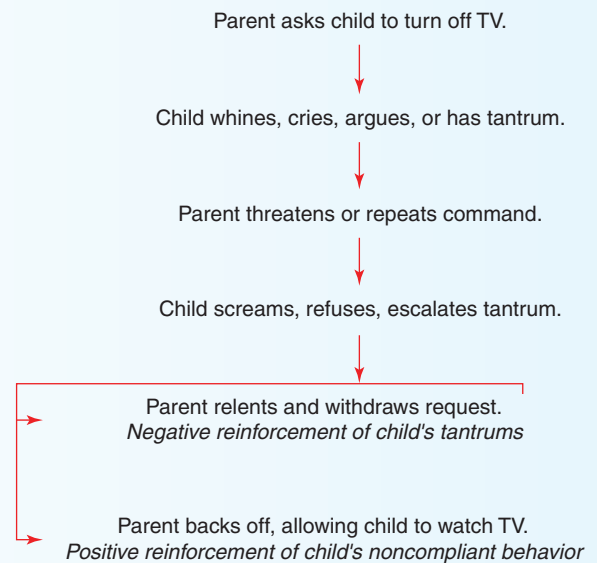 Parent asks child to turn off TV.
Child whines, cries, argues, or has tantrum.
Parent threatens or repeats command.
Child screams, refuses, escalates tantrum.
Parent relents and withdraws request.
Negative reinforcement of child's tantrums
Parent backs off, allowing child to watch TV.
Positive reinforcement of child's noncompliant behavior